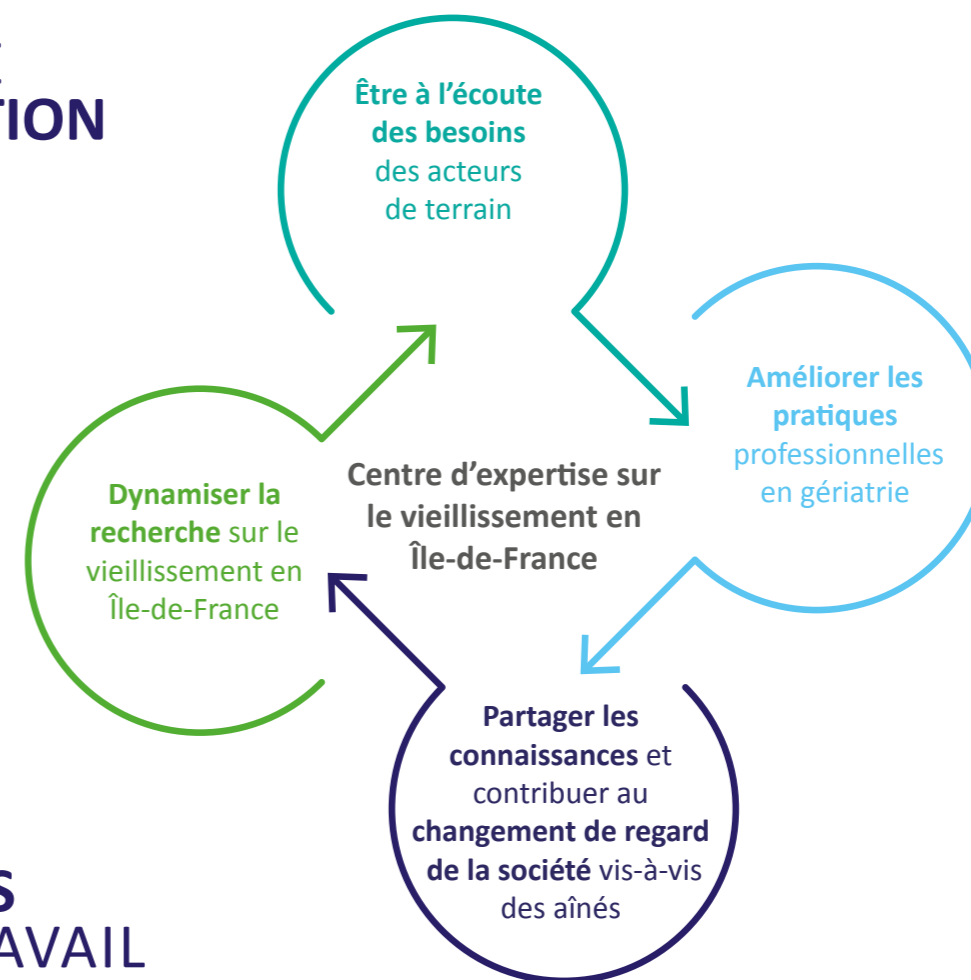 TION
Être à l'écoute
des besoins
des acteurs
de terrain
Améliorer les
pratiques
professionnelles
en gériatrie
Centre d'expertise sur
le vieillissement en
Île-de-France
Dynamiser la
recherche sur le
vieillissement en
Île-de-France
Partager les
connaissances et
contribuer au
changement de regard
de la société vis-à-vis
des aînés
S
AVAIL